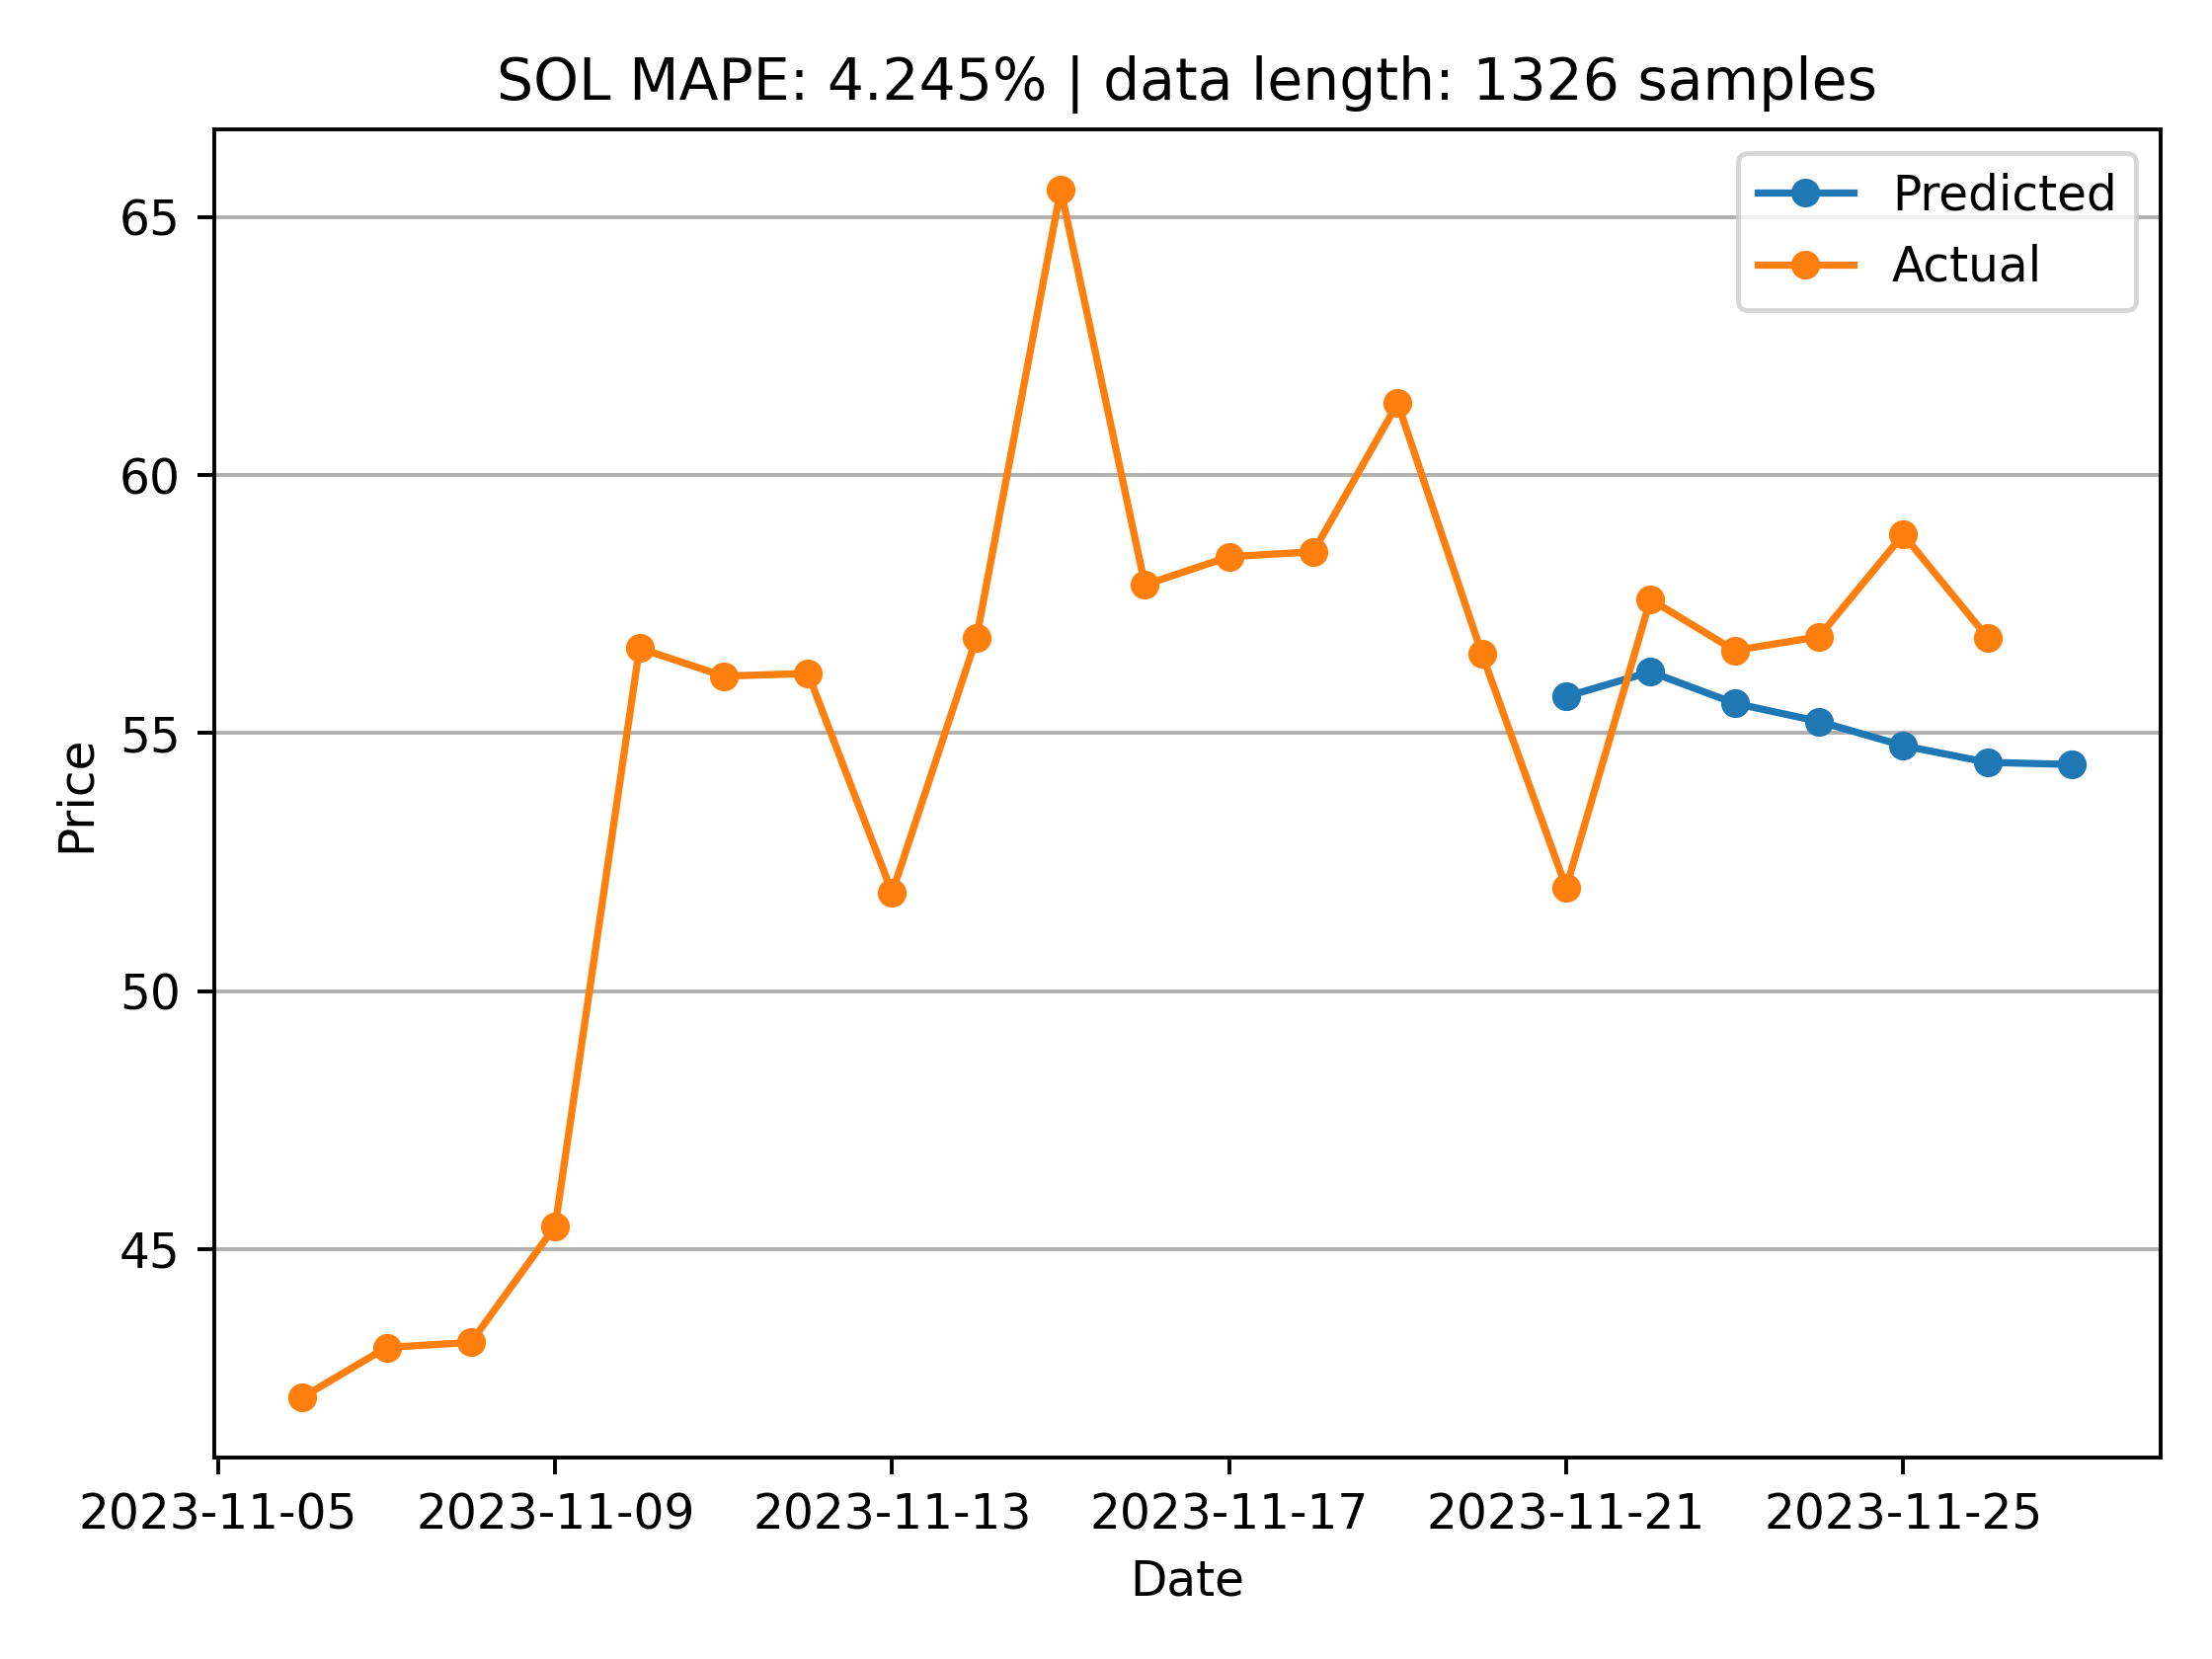 SOL MAPE: 4.245% | data length: 1326 samples
Predicted
Actual
65
60
55
50
45
Price
2023-11-05 2023-11-09 2023-11-13 2023-11-17 2023-11-21 2023-11-25
Date